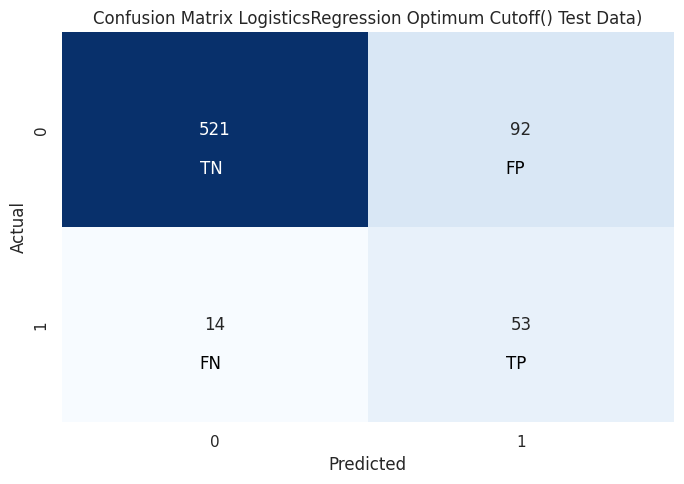 Confusion Matrix LogisticsRegression Optimum Cutoff() Test Data)
Actual
0
521
92
TN
FP
1
14
53
FN
TP
0
1
Predicted